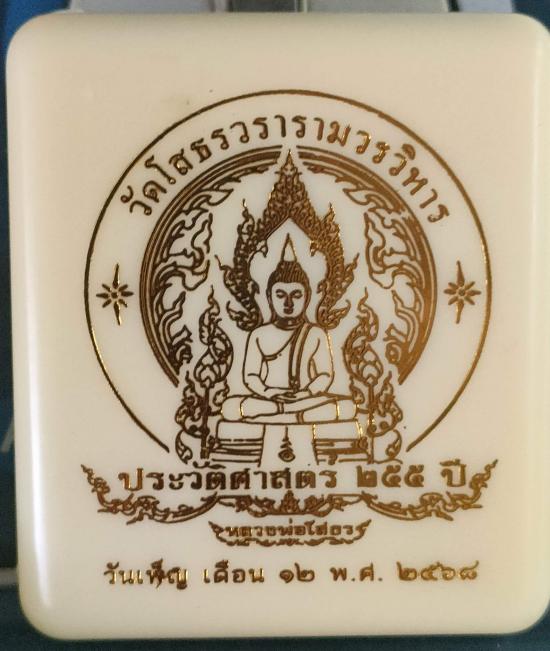 วัดโสธรวรารามวรวิหาร
ประวัติศาสตร์ ๒๕๕ ปี
หลวงพ่อโสธร
วันเพ็ญ เดือน ๑๒ พ.ศ. ๒๕๖๘